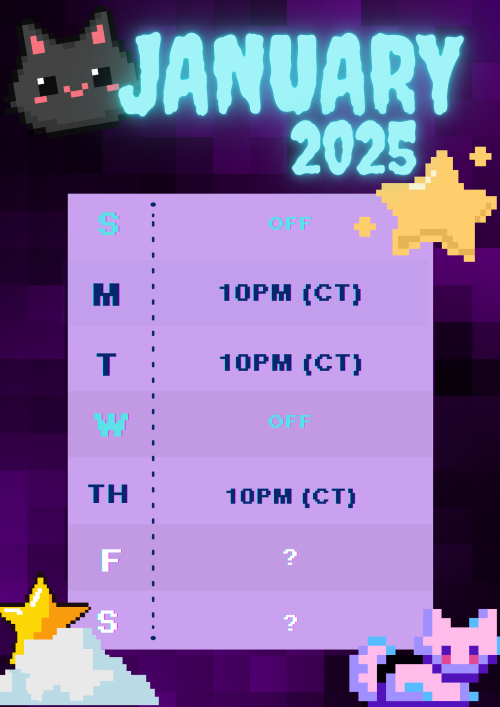 JANUARY
2025
S OFF
M 10PM (CT)
T 10PM (CT)
W OFF
TH 10PM (CT)
F ?
S ?